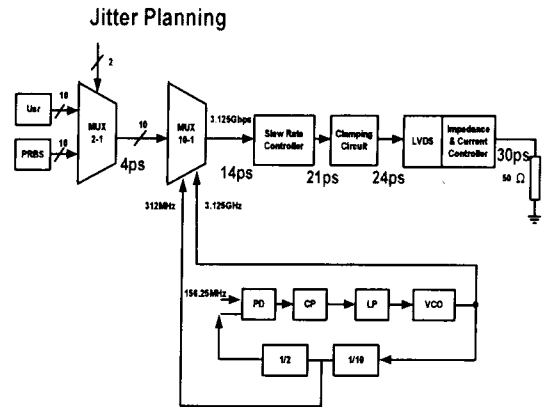 Jitter Planning
2
User
10
PRBS
10
MUX
2-1
4ps
10
MUX
10-1
3.125Gbps
14ps
Slew Rate
Controller
21ps
Clamping
Circuit
24ps
LVDS
Impedance
& Current
Controller
30ps
50 Ω
312MHz
3.125GHz
156.25MHz
PD
CP
LP
VCO
1/2
1/10